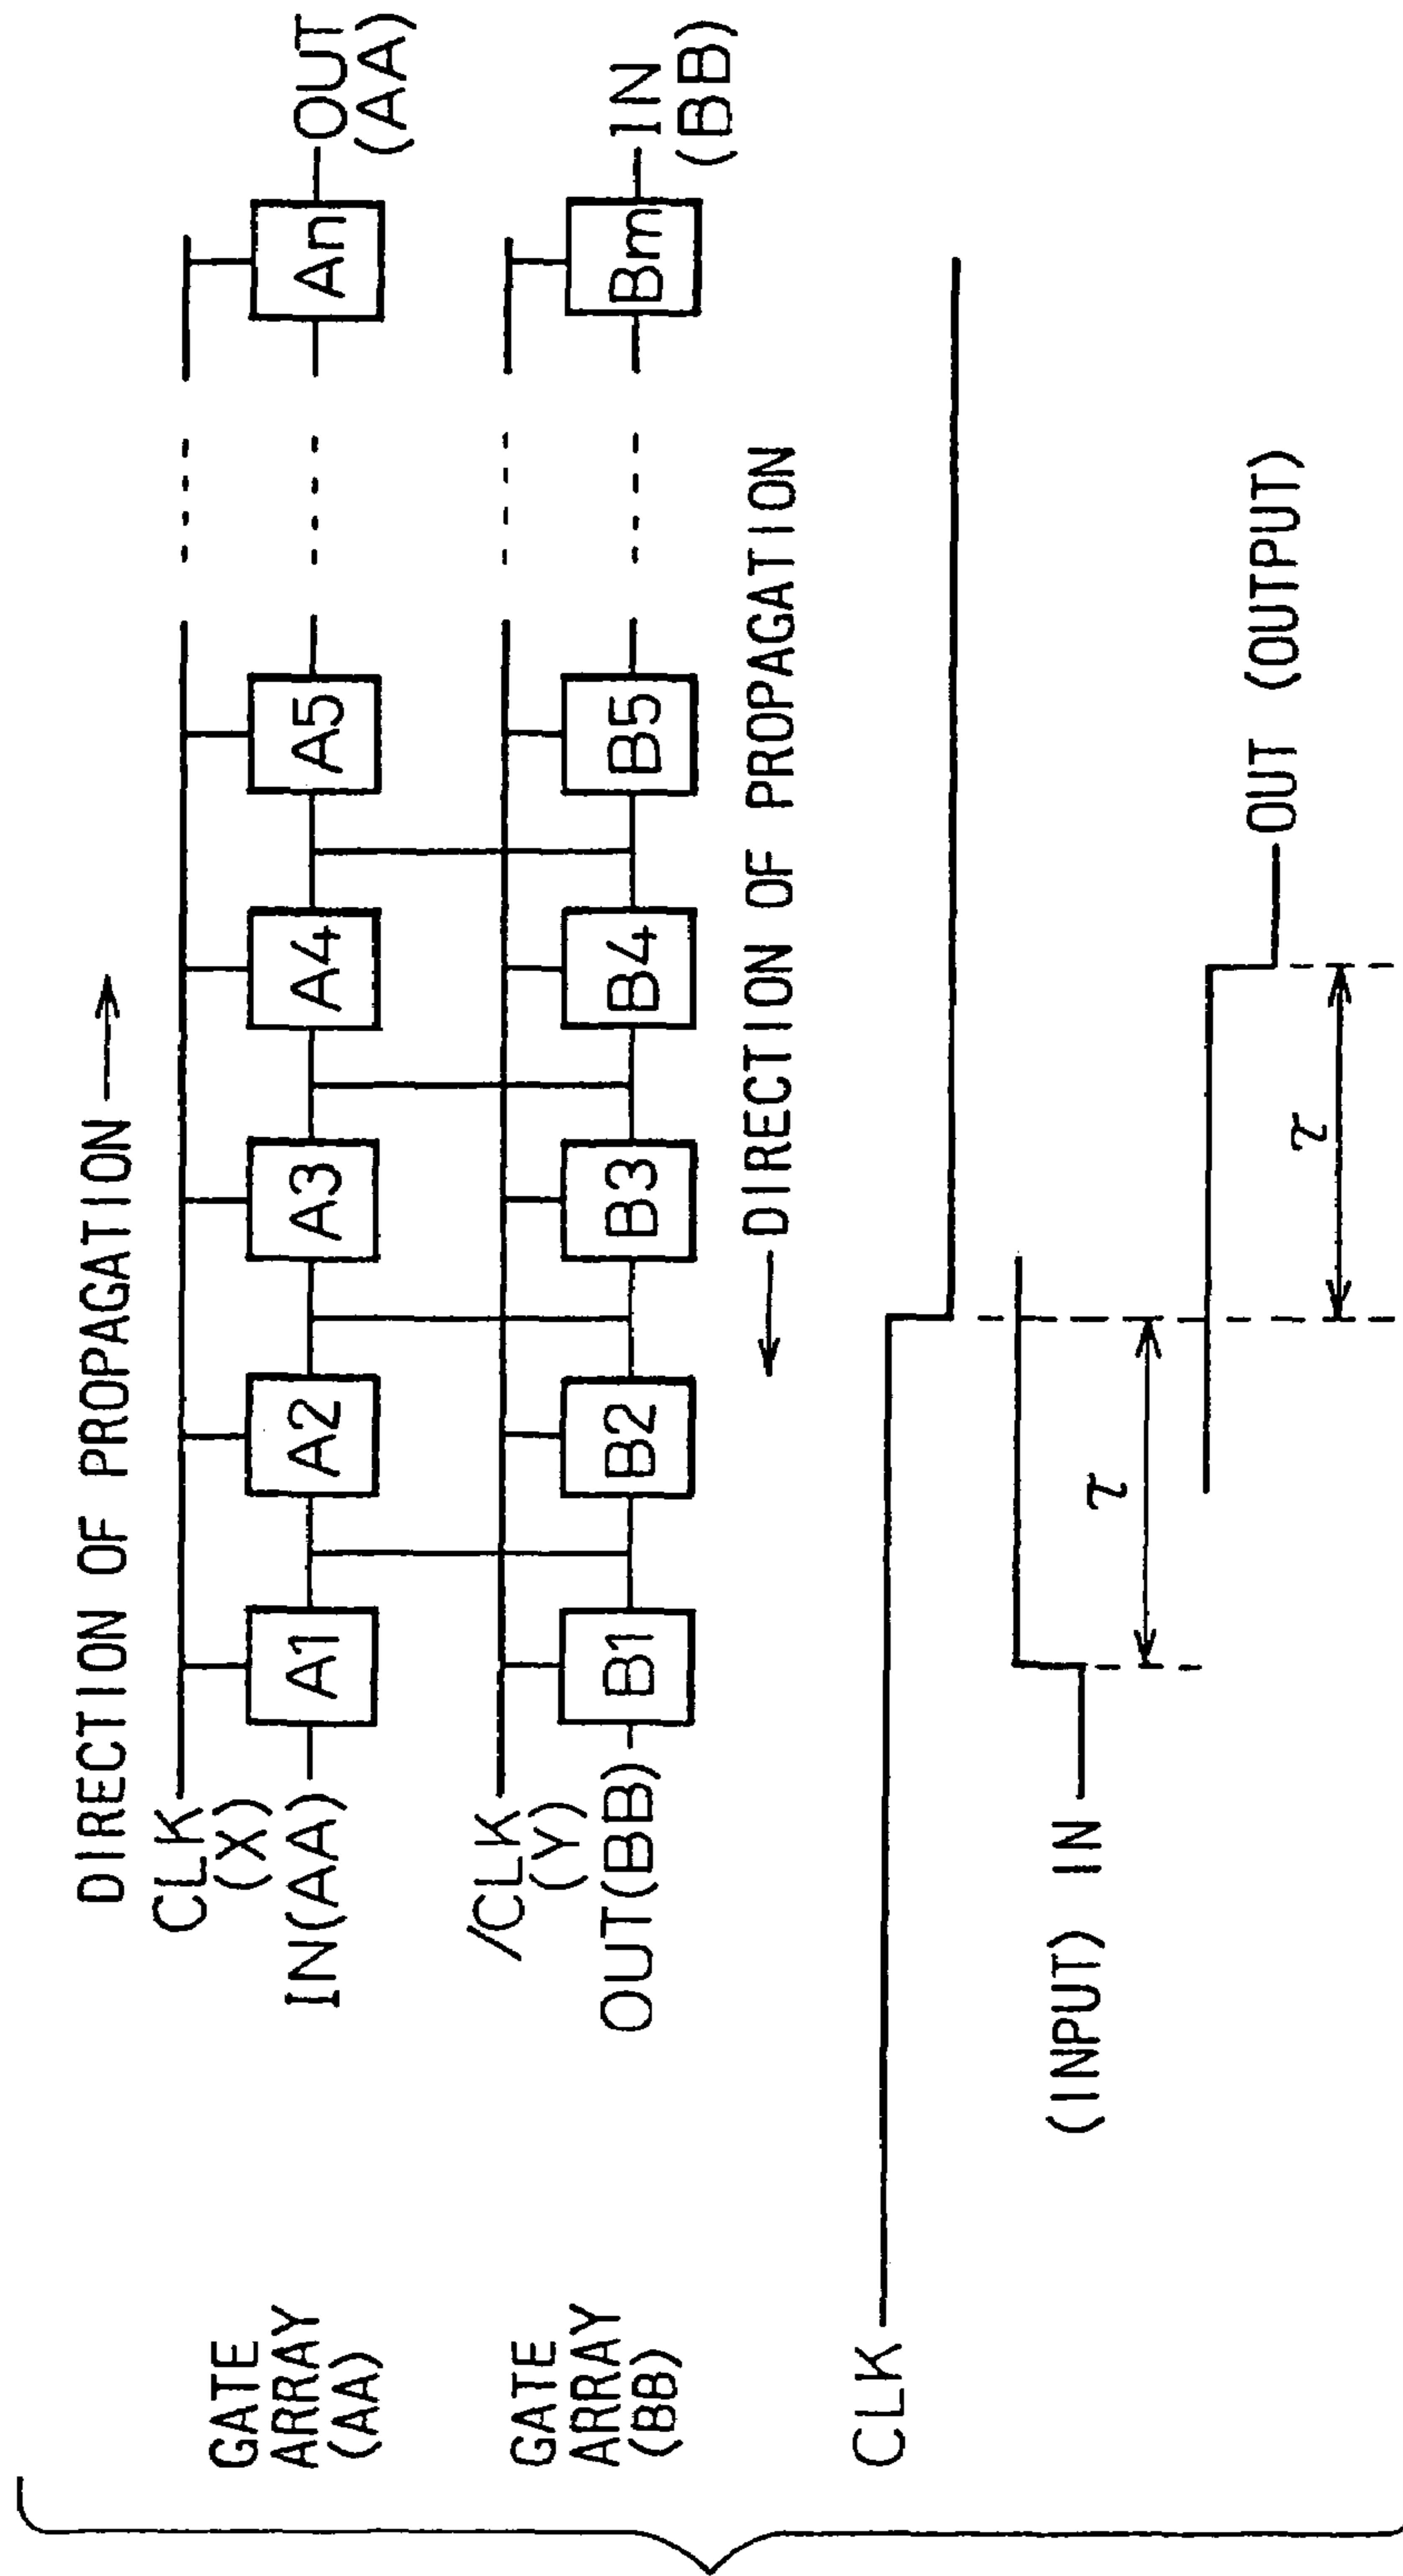 DIRECTION OF PROPAGATION
CLK
(X)
GATE
ARRAY
(AA)
IN(AA)
A1
A2
A3
A4
A5
An
OUT
(AA)
/CLK
(Y)
GATE
ARRAY
(BB)
OUT(BB)
B1
B2
B3
B4
B5
Bm
IN
(BB)
DIRECTION OF PROPAGATION
CLK
(INPUT) IN
τ
OUT (OUTPUT)
τ